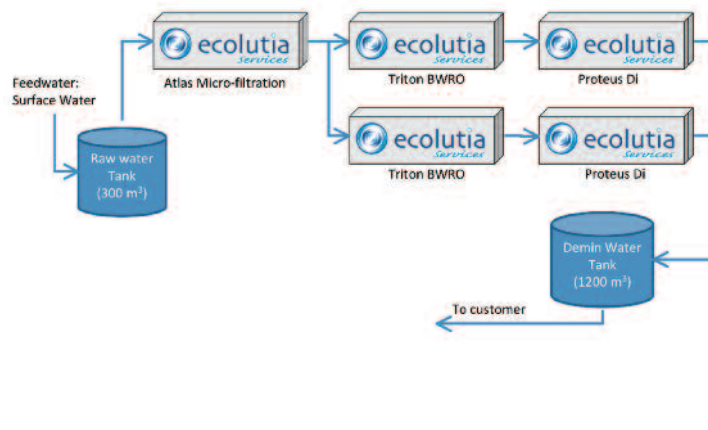 ecolutia
Services
Atlas Micro-filtration
ecolutia
Services
Triton BWRO
ecolutia
Services
Proteus Di
Feedwater:
Surface Water
Raw water
Tank
(300 m³)
ecolutia
Services
Triton BWRO
ecolutia
Services
Proteus Di
Demin Water
Tank
(1200 m³)
To customer